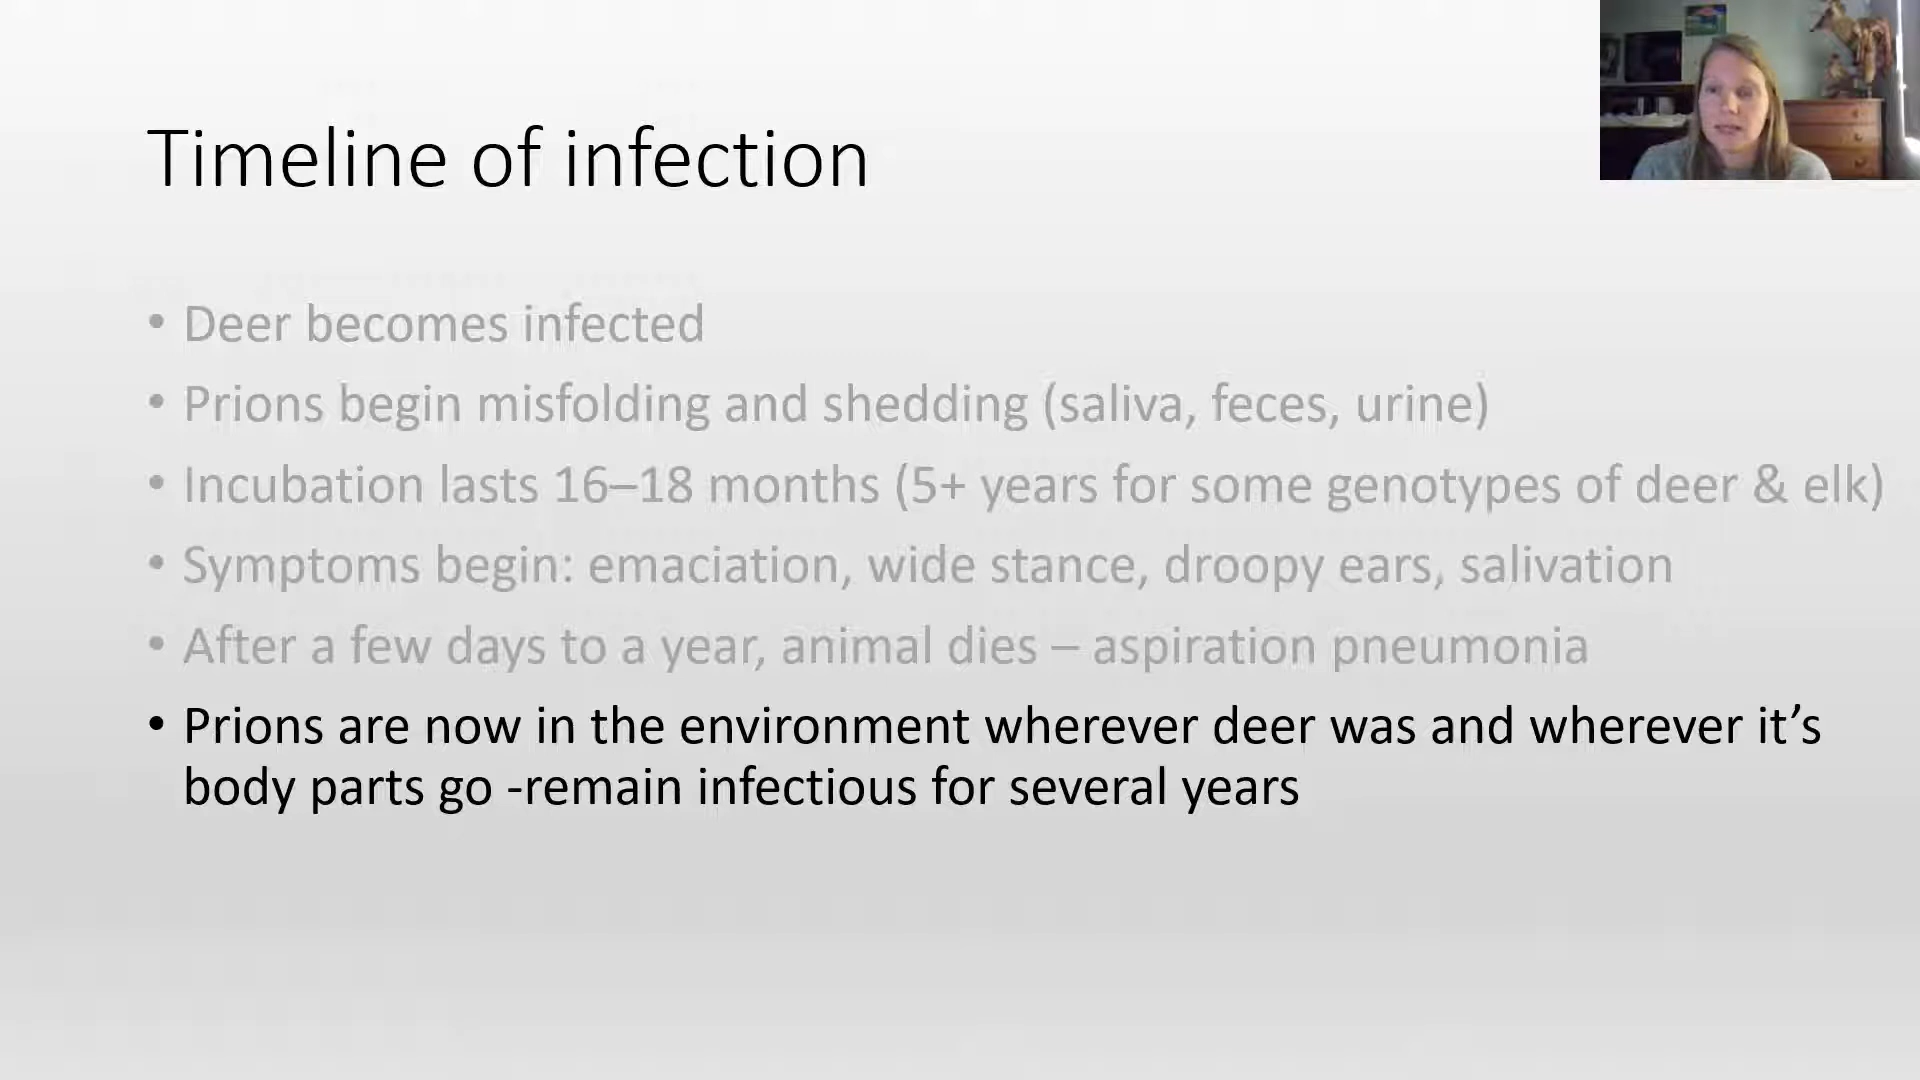 Timeline of infection
• Deer becomes infected
• Prions begin misfolding and shedding (saliva, feces, urine)
• Incubation lasts 16–18 months (5+ years for some genotypes of deer & elk)
• Symptoms begin: emaciation, wide stance, droopy ears, salivation
• After a few days to a year, animal dies – aspiration pneumonia
• Prions are now in the environment wherever deer was and wherever it’s
body parts go -remain infectious for several years